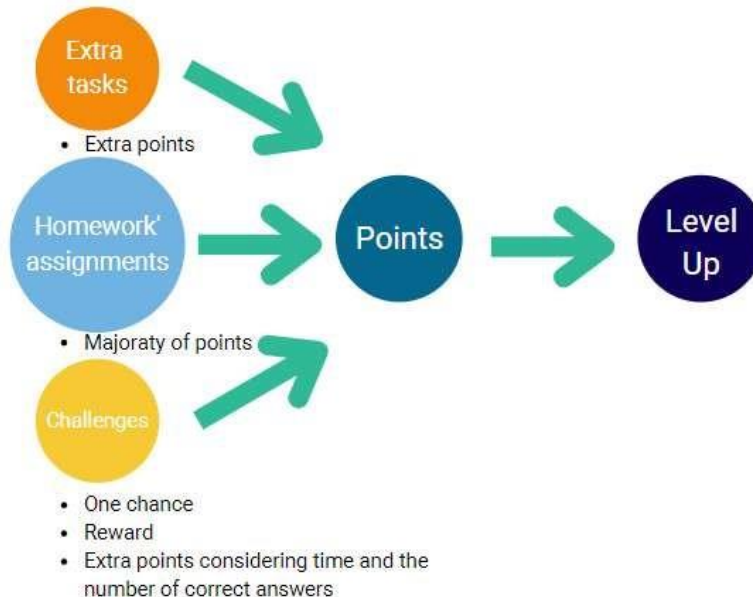 Extra
tasks
• Extra points
Homework'
assignments
• Majoraty of points
Challenges
• One chance
• Reward
• Extra points considering time and the
number of correct answers
Points
Level
Up